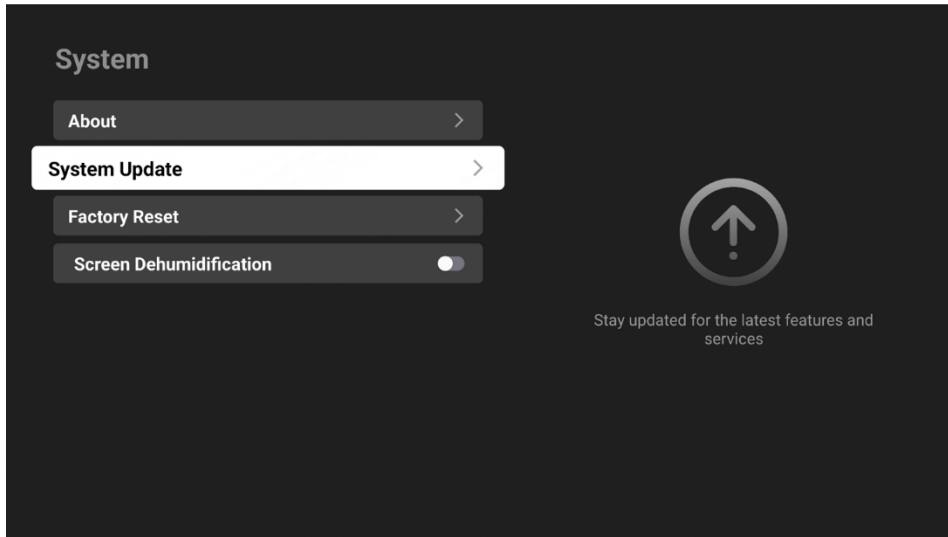 System
About
System Update
Factory Reset
Screen Dehumidification
Stay updated for the latest features and
services